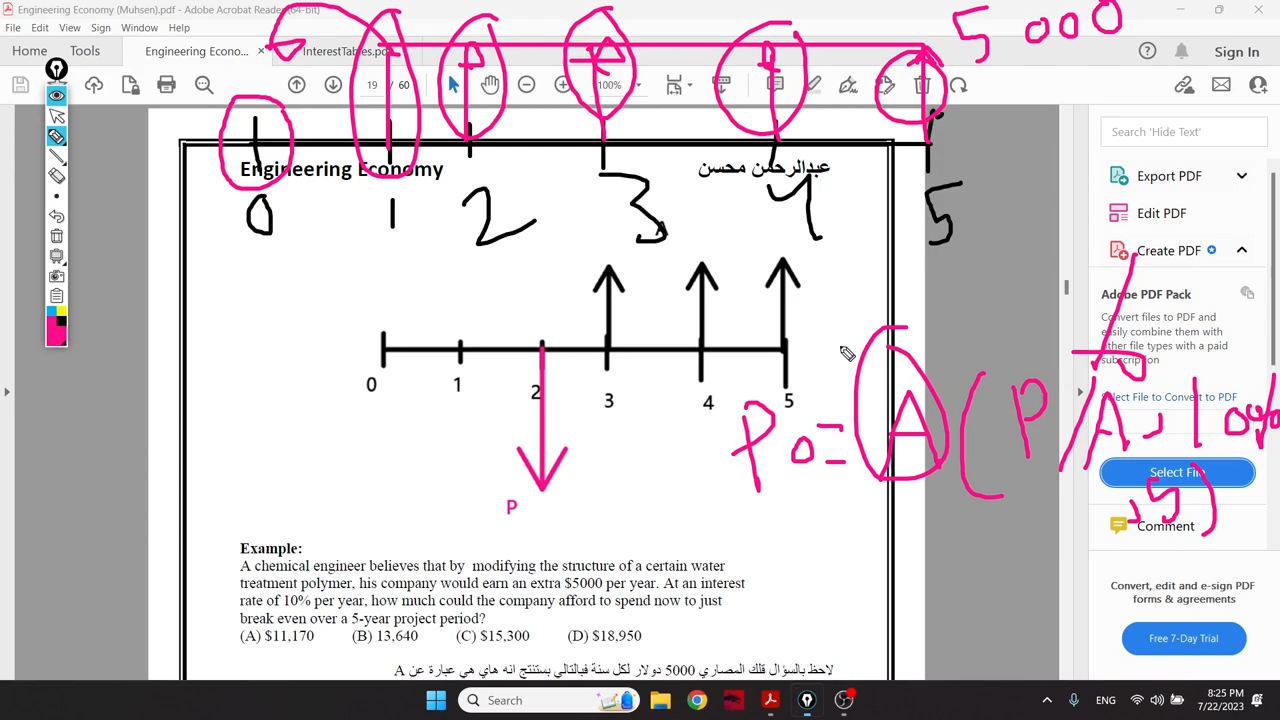 Engineering Economy (Muhsen).pdf - Adobe Acrobat Reader (64-bit)
File Edit View Sign Window Help
Home Tools Engineering Econo... × InterestTables.pdf Sign In
19 / 60 100%
5000
Search 'Hide Text'
Engineering Economy عبدالرحمن محسن
0 1 2 3 4 5
Export PDF
Edit PDF
Create PDF
Adobe PDF Pack
Convert files to PDF and
easily combine them with
other file types with a paid
subscription
Select File to Convert to PDF
Select File
Comment
Convert, edit and e-sign PDF
forms & agreements
Free 7-Day Trial
0 1 2 3 4 5
P
P0 = A (P/A, 10%
, 5)
Example:
A chemical engineer believes that by modifying the structure of a certain water
treatment polymer, his company would earn an extra $5000 per year. At an interest
rate of 10% per year, how much could the company afford to spend now to just
break even over a 5-year project period?
(A) $11,170 (B) 13,640 (C) $15,300 (D) $18,950
لاحظ بالسؤال قلك المصاري 5000 دولار لكل سنة فبالتالي بستنتج انه هاي هي عبارة عن A
Search
ENG
8:25 PM
7/22/2023